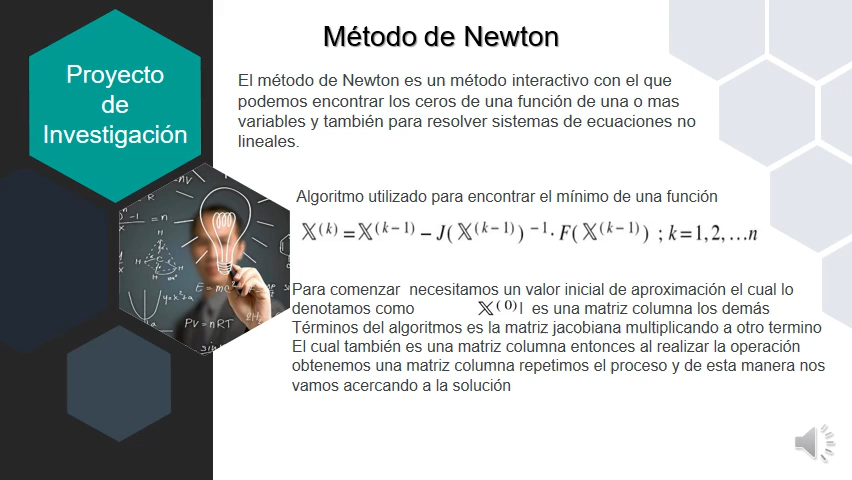 Método de Newton
Proyecto
de
Investigación
El método de Newton es un método interactivo con el que
podemos encontrar los ceros de una función de una o mas
variables y también para resolver sistemas de ecuaciones no
lineales.
Algoritmo utilizado para encontrar el mínimo de una función
𝕏^(k) = 𝕏^(k−1) − J(𝕏^(k−1))^−1 · F(𝕏^(k−1)) ; k=1,2,…n
Para comenzar necesitamos un valor inicial de aproximación el cual lo
denotamos como 𝕏^(0)| es una matriz columna los demás
Términos del algoritmos es la matriz jacobiana multiplicando a otro termino
El cual también es una matriz columna entonces al realizar la operación
obtenemos una matriz columna repetimos el proceso y de esta manera nos
vamos acercando a la solución
E=mc²
y=x²+a
PV=nRT